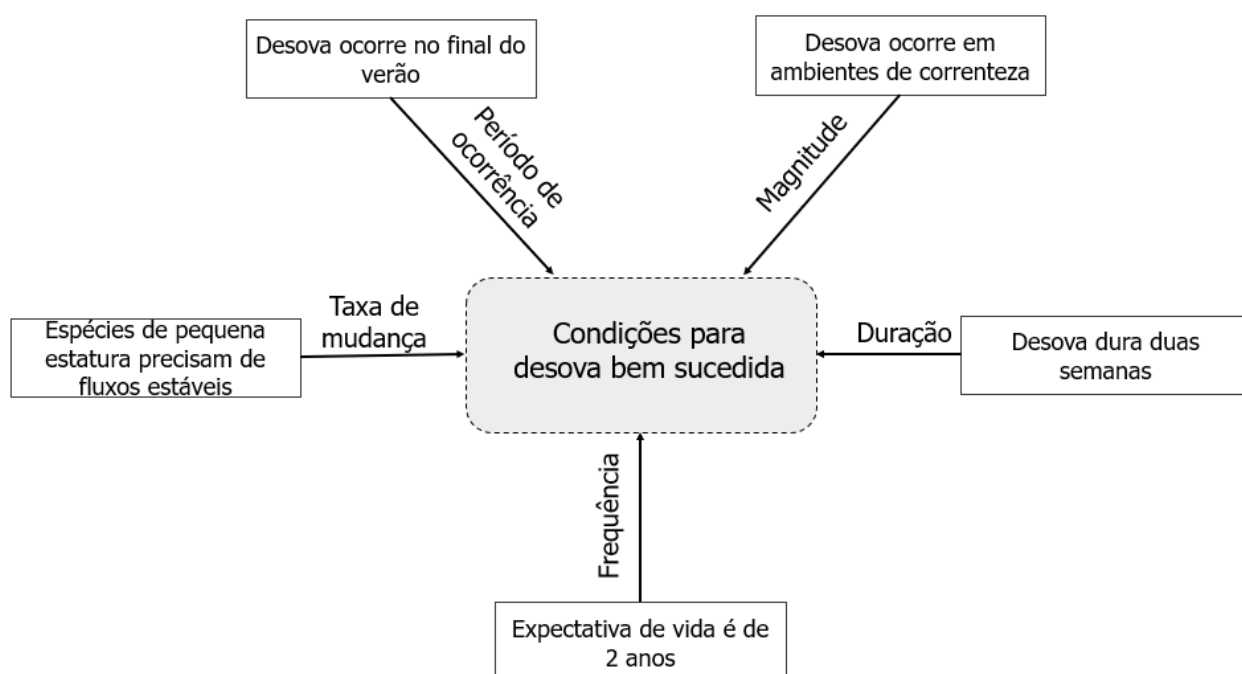 Desova ocorre no final do
verão
Desova ocorre em
ambientes de correnteza
Período de
ocorrência
Magnitude
Espécies de pequena
estatura precisam de
fluxos estáveis
Taxa de
mudança
Condições para
desova bem sucedida
Duração
Desova dura duas
semanas
Frequência
Expectativa de vida é de
2 anos